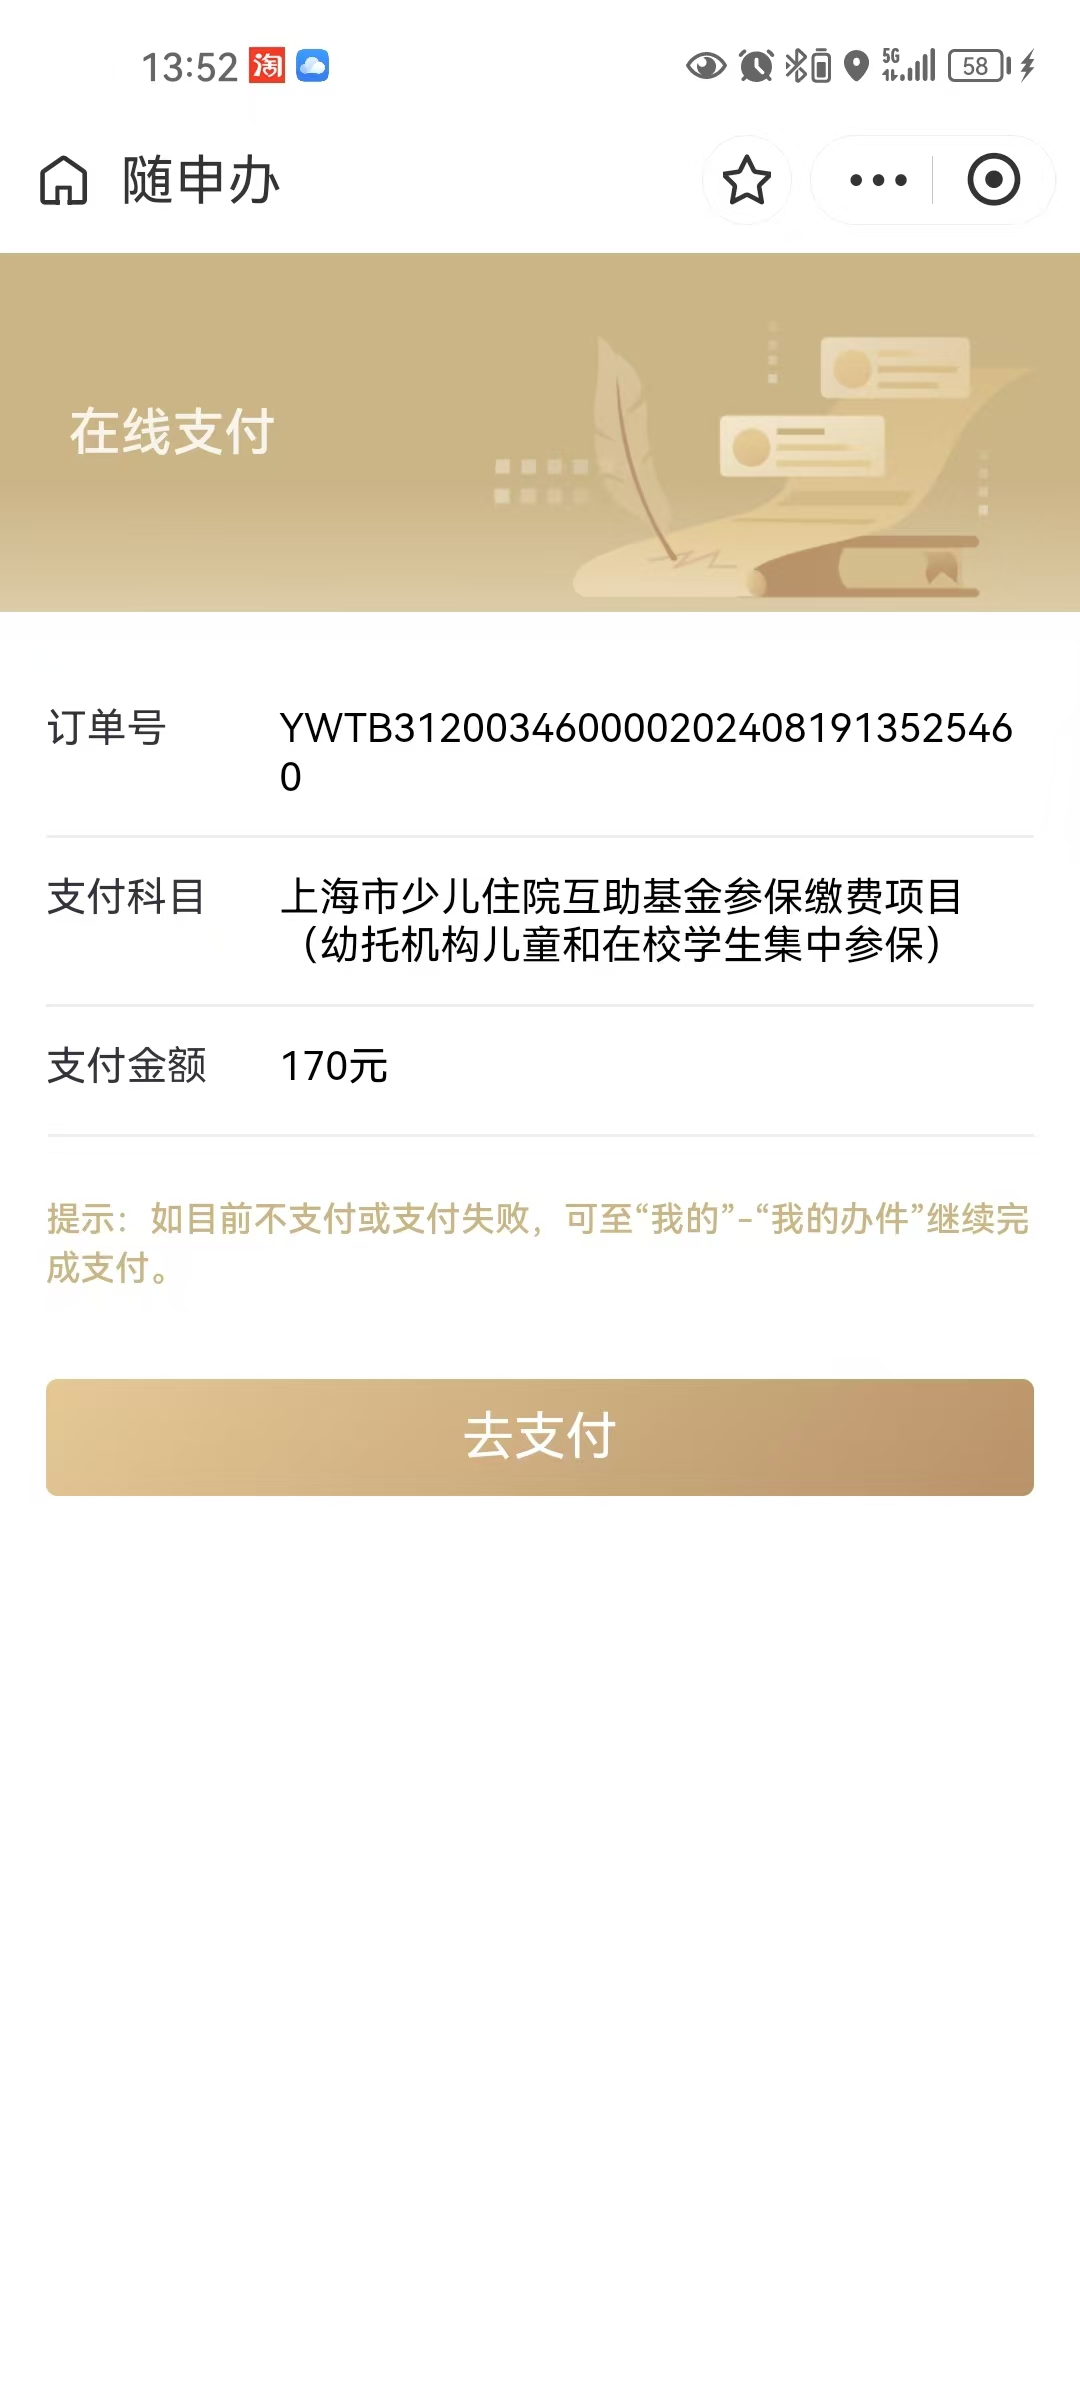 13:52 淘 5G 58
随申办
在线支付
订单号 YWTB31200346000020240819135254​6
0
支付科目 上海市少儿住院互助基金参保缴费项目
（幼托机构儿童和在校学生集中参保）
支付金额 170元
提示：如目前不支付或支付失败，可至“我的”-“我的办件”继续完
成支付。
去支付